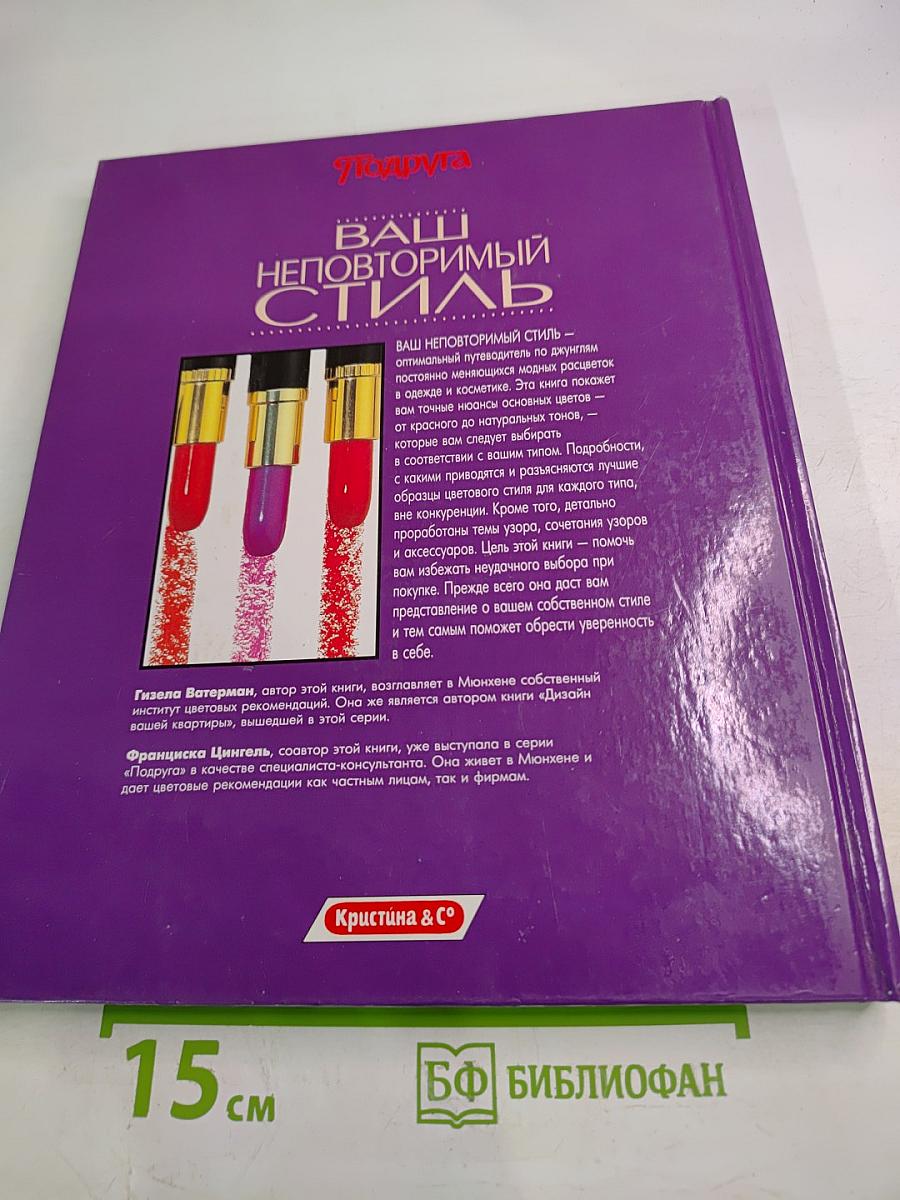 Подруга
ВАШ
НЕПОВТОРИМЫЙ
СТИЛЬ
ВАШ НЕПОВТОРИМЫЙ СТИЛЬ —
оптимальный путеводитель по джунглям
постоянно меняющихся модных расцветок
в одежде и косметике. Эта книга покажет
вам точные нюансы основных цветов —
от красного до натуральных тонов, —
которые вам следует выбирать
в соответствии с вашим типом. Подробности,
с какими приводятся и разъясняются лучшие
образцы цветового стиля для каждого типа,
вне конкуренции. Кроме того, детально
проработаны темы узора, сочетания узоров
и аксессуаров. Цель этой книги — помочь
вам избежать неудачного выбора при
покупке. Прежде всего она даст вам
представление о вашем собственном стиле
и тем самым поможет обрести уверенность
в себе.
Гизела Ватерман, автор этой книги, возглавляет в Мюнхене собственный
институт цветовых рекомендаций. Она же является автором книги «Дизайн
вашей квартиры», вышедшей в этой серии.
Франциска Цингель, соавтор этой книги, уже выступала в серии
«Подруга» в качестве специалиста-консультанта. Она живет в Мюнхене и
дает цветовые рекомендации как частным лицам, так и фирмам.
Кристина & Cº
15 см
БФ БИБЛИОФАН